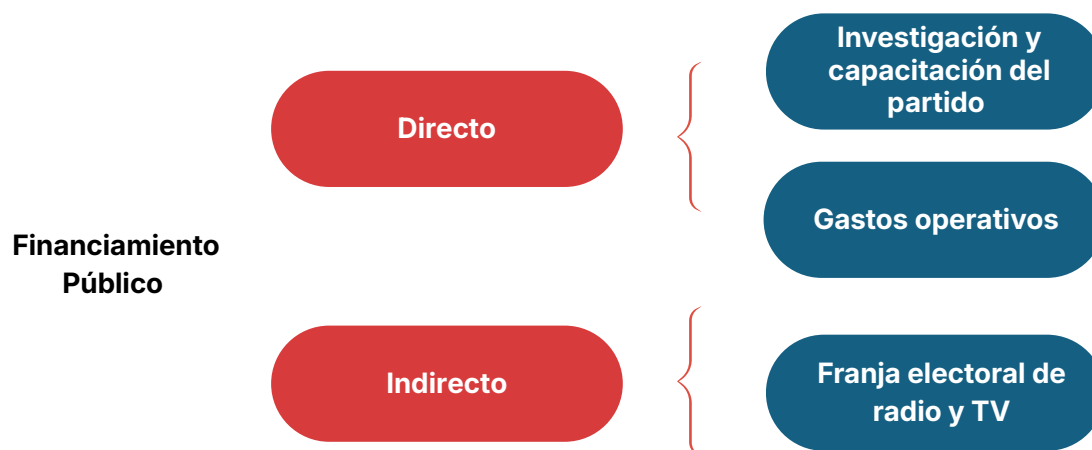 Financiamiento
Público
Directo
Investigación y
capacitación del
partido
Gastos operativos
Indirecto
Franja electoral de
radio y TV